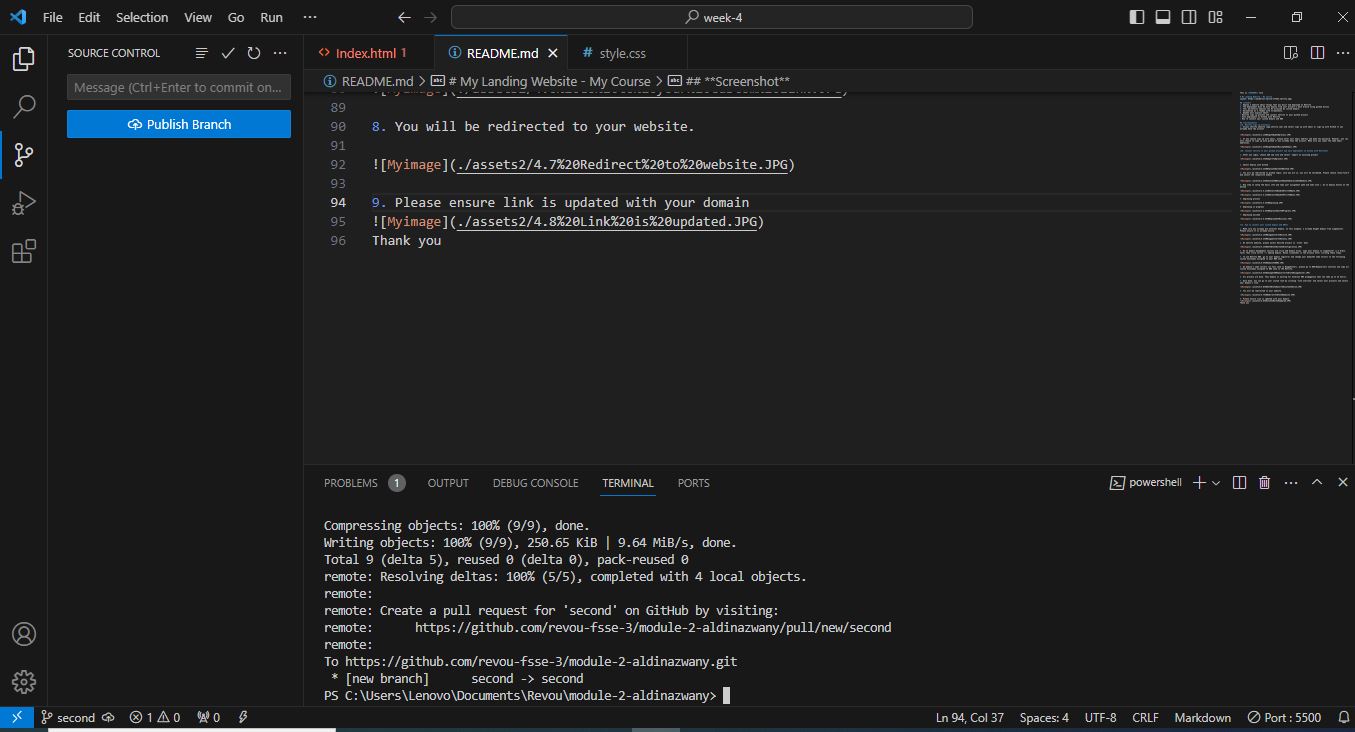 File Edit Selection View Go Run ··· week-4
SOURCE CONTROL
Message (Ctrl+Enter to commit on...
Publish Branch
Index.html 1 README.md style.css
README.md > # My Landing Website - My Course > ## **Screenshot**
89
90 8. You will be redirected to your website.
91
92 ![Myimage](./assets2/4.7%20Redirect%20to%20website.JPG)
93
94 9. Please ensure link is updated with your domain
95 ![Myimage](./assets2/4.8%20Link%20is%20updated.JPG)
96 Thank you
PROBLEMS 1 OUTPUT DEBUG CONSOLE TERMINAL PORTS powershell
Compressing objects: 100% (9/9), done.
Writing objects: 100% (9/9), 250.65 KiB | 9.64 MiB/s, done.
Total 9 (delta 5), reused 0 (delta 0), pack-reused 0
remote: Resolving deltas: 100% (5/5), completed with 4 local objects.
remote:
remote: Create a pull request for 'second' on GitHub by visiting:
remote:      https://github.com/revou-fsse-3/module-2-aldinazwany/pull/new/second
remote:
To https://github.com/revou-fsse-3/module-2-aldinazwany.git
 * [new branch]      second -> second
PS C:\Users\Lenovo\Documents\Revou\module-2-aldinazwany>
second 1 0 0 Ln 94, Col 37 Spaces: 4 UTF-8 CRLF Markdown Port : 5500